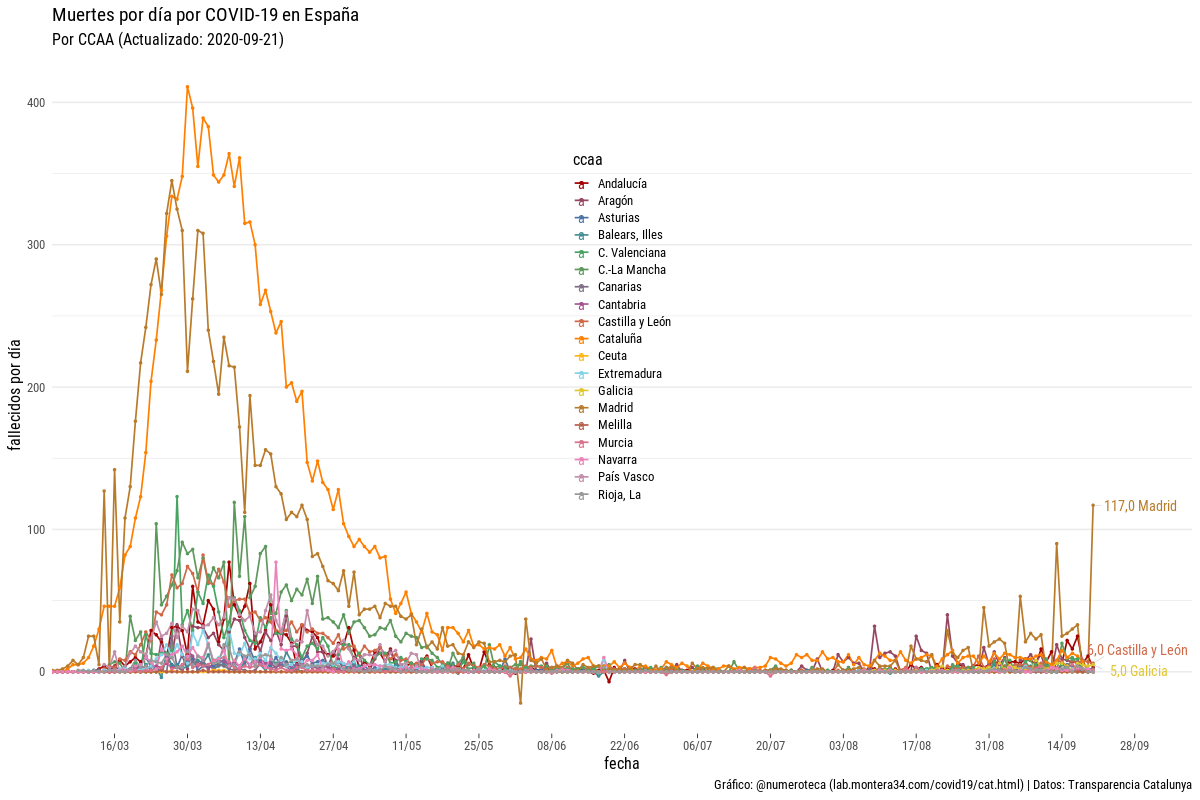 Muertes por día por COVID-19 en España
Por CCAA (Actualizado: 2020-09-21)
fallecidos por día
400
300
200
100
0
ccaa
Andalucía
Aragón
Asturias
Balears, Illes
C. Valenciana
C.-La Mancha
Canarias
Cantabria
Castilla y León
Cataluña
Ceuta
Extremadura
Galicia
Madrid
Melilla
Murcia
Navarra
País Vasco
Rioja, La
117,0 Madrid
6,0 Castilla y León
5,0 Galicia
16/03
30/03
13/04
27/04
11/05
25/05
08/06
22/06
06/07
20/07
03/08
17/08
31/08
14/09
28/09
fecha
Gráfico: @numeroteca (lab.montera34.com/covid19/cat.html) | Datos: Transparencia Catalunya